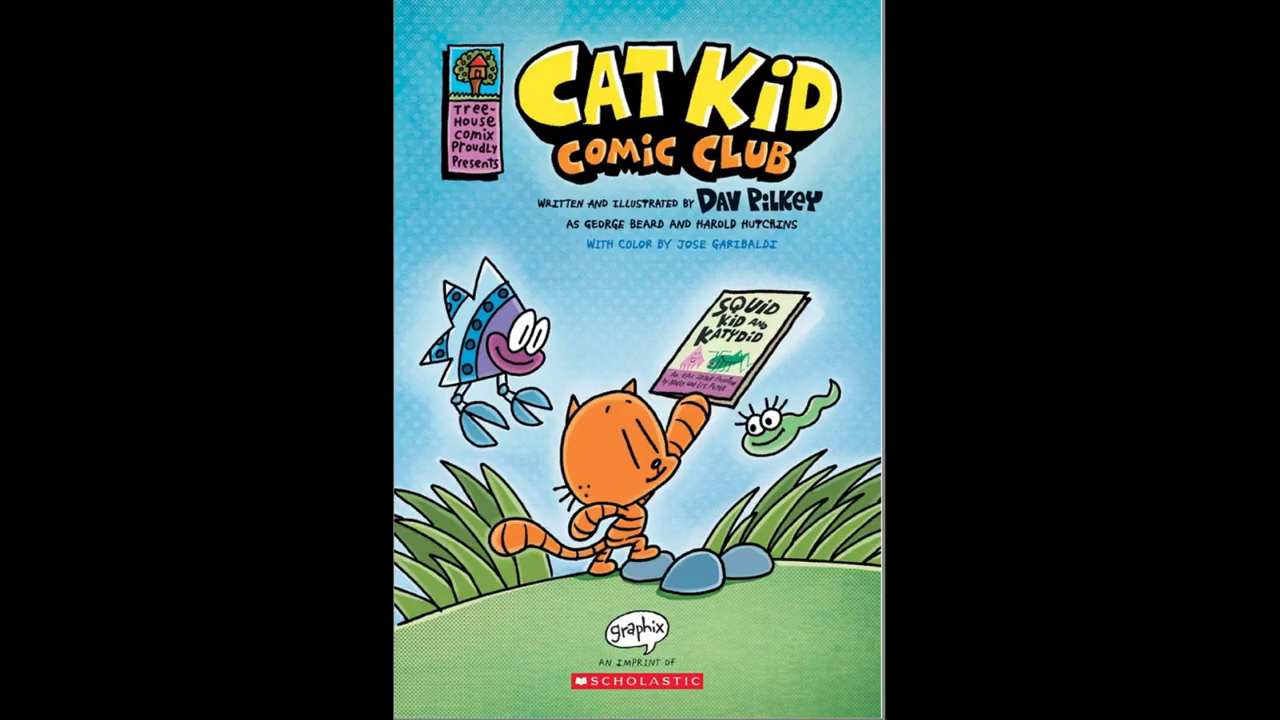 TREE-
HOUSE
COMIX
PROUDLY
PRESENTS
CAT KID
COMIC CLUB
WRITTEN AND ILLUSTRATED BY DAV PILKEY
AS GEORGE BEARD AND HAROLD HUTCHINS
WITH COLOR BY JOSE GARIBALDI
SQUID
KID AND
KATYDID
graphix
AN IMPRINT OF
SCHOLASTIC